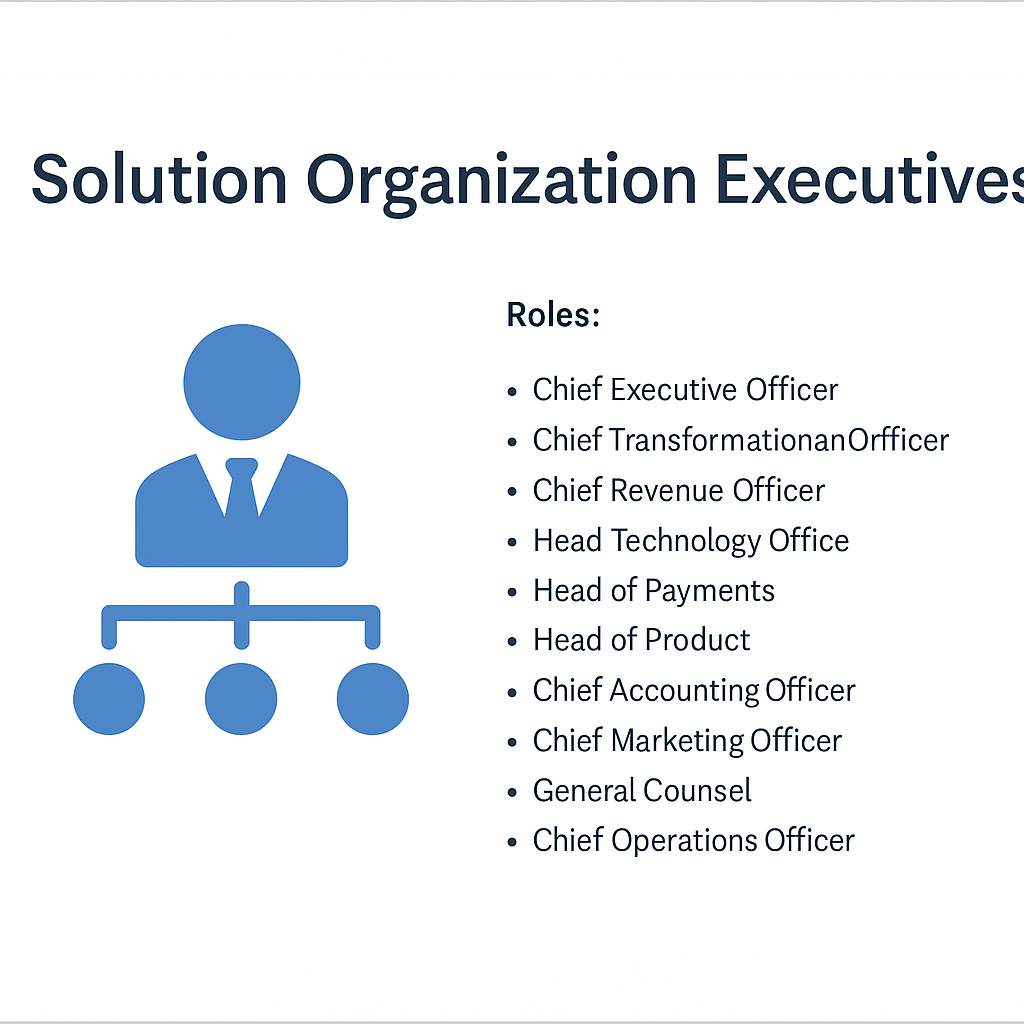 Solution Organization Executives
Roles:
• Chief Executive Officer
• Chief TransformationanOrfficer
• Chief Revenue Officer
• Head Technology Office
• Head of Payments
• Head of Product
• Chief Accounting Officer
• Chief Marketing Officer
• General Counsel
• Chief Operations Officer